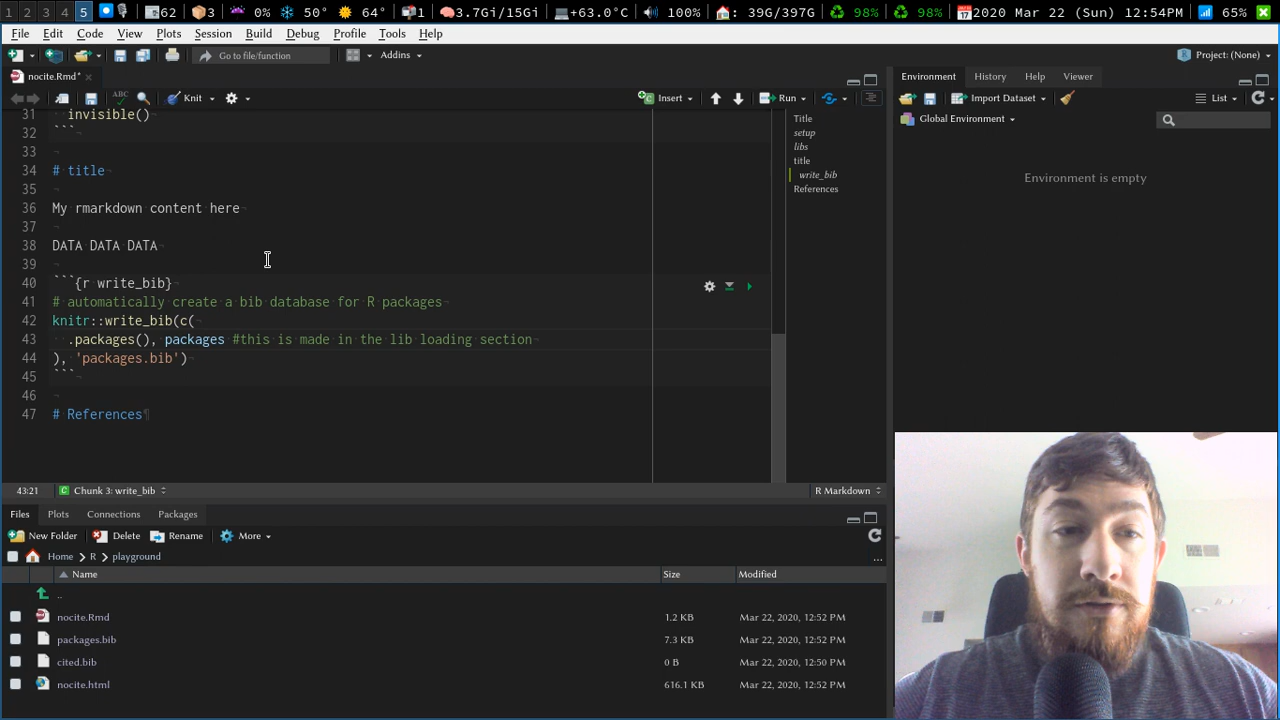 1 2 3 4 5 62 3 0% 50° 64° 1 3.7Gi/15Gi +63.0°C 100% : 39G/397G 98% 98% 2020 Mar 22 (Sun) 12:54PM 65%
File Edit Code View Plots Session Build Debug Profile Tools Help
Go to file/function Addins Project: (None)
nocite.Rmd*
Knit Insert Run
31 invisible()
32 ```
33
34 # title
35
36 My rmarkdown content here
37
38 DATA DATA DATA
39
40 ```{r write_bib}
41 # automatically create a bib database for R packages
42 knitr::write_bib(c(
43 .packages(), packages #this is made in the lib loading section
44 ), 'packages.bib')
45 ```
46
47 # References
Title
setup
libs
title
write_bib
References
43:21 Chunk 3: write_bib R Markdown
Environment History Help Viewer
Import Dataset List
Global Environment
Environment is empty
Files Plots Connections Packages
New Folder Delete Rename More
Home R playground ...
Name Size Modified
..
nocite.Rmd 1.2 KB Mar 22, 2020, 12:52 PM
packages.bib 7.3 KB Mar 22, 2020, 12:52 PM
cited.bib 0 B Mar 22, 2020, 12:50 PM
nocite.html 616.1 KB Mar 22, 2020, 12:52 PM